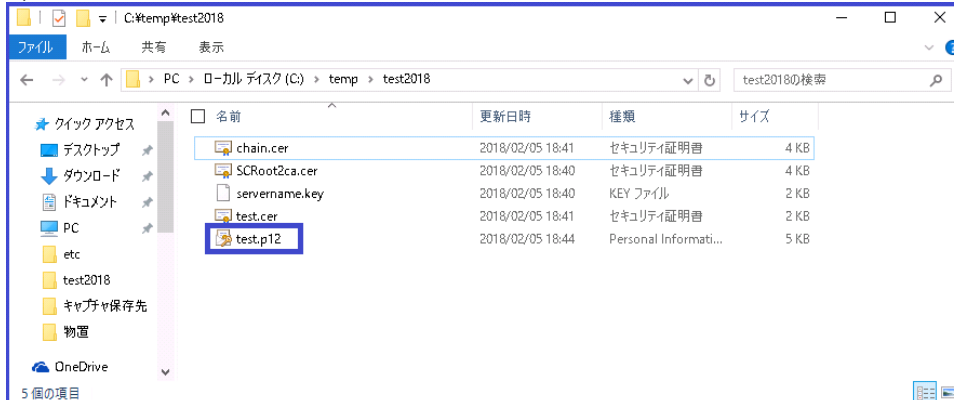 C:¥temp¥test2018
ファイル ホーム 共有 表示
PC > ローカル ディスク (C:) > temp > test2018
test2018の検索
名前 更新日時 種類 サイズ
クイック アクセス
デスクトップ
ダウンロード
ドキュメント
PC
etc
test2018
キャプチャ保存先
物置
OneDrive
chain.cer 2018/02/05 18:41 セキュリティ証明書 4 KB
SCRoot2ca.cer 2018/02/05 18:40 セキュリティ証明書 4 KB
servername.key 2018/02/05 18:40 KEY ファイル 2 KB
test.cer 2018/02/05 18:41 セキュリティ証明書 2 KB
test.p12 2018/02/05 18:44 Personal Informati... 5 KB
5 個の項目